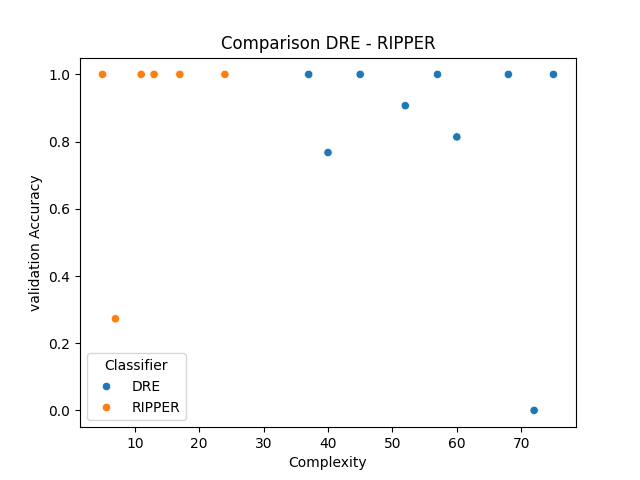 Comparison DRE - RIPPER
1.0
0.8
0.6
0.4
0.2
0.0
validation Accuracy
Classifier
DRE
RIPPER
10 20 30 40 50 60 70
Complexity